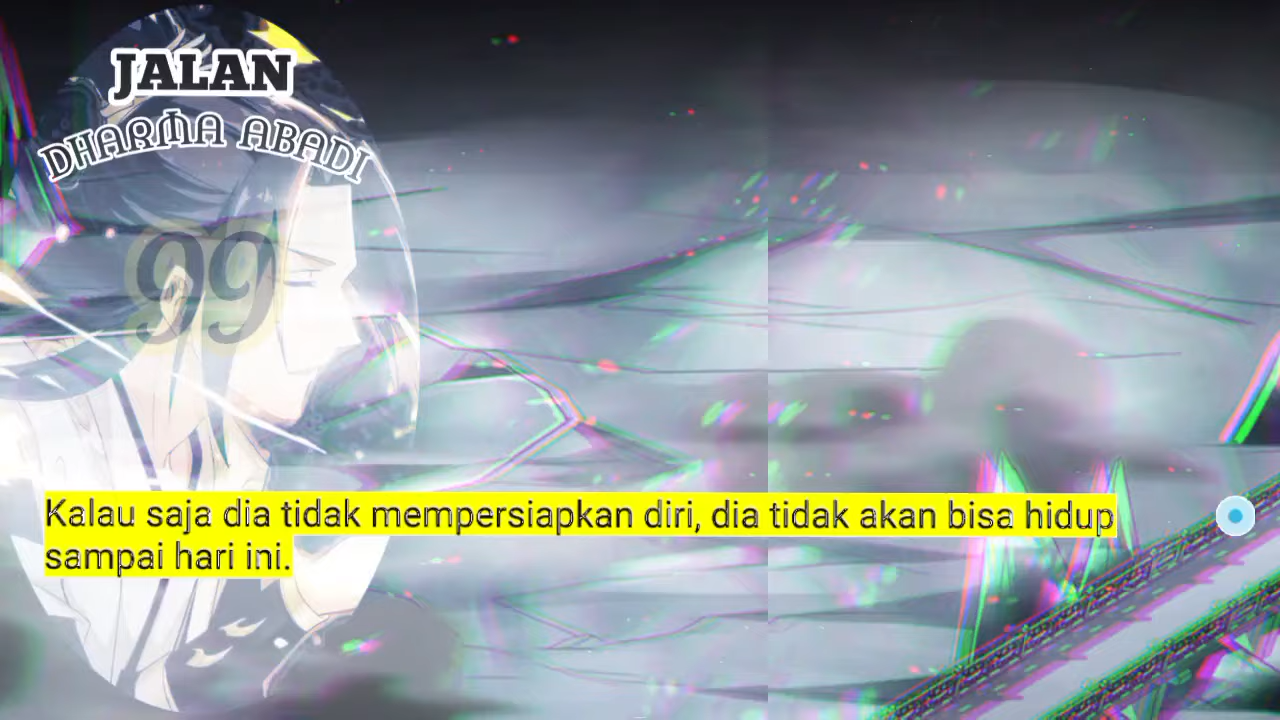 JALAN
DHARMA ABADI
99
Kalau saja dia tidak mempersiapkan diri, dia tidak akan bisa hidup
sampai hari ini.